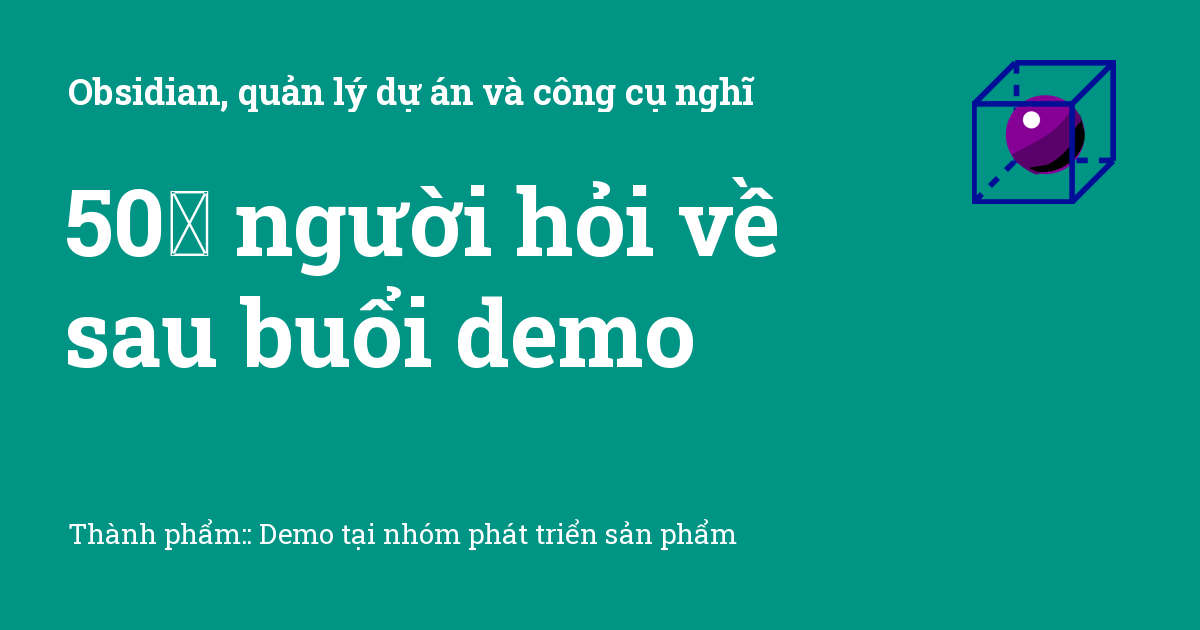 Obsidian, quản lý dự án và công cụ nghĩ
50 người hỏi về
sau buổi demo
Thành phẩm:: Demo tại nhóm phát triển sản phẩm